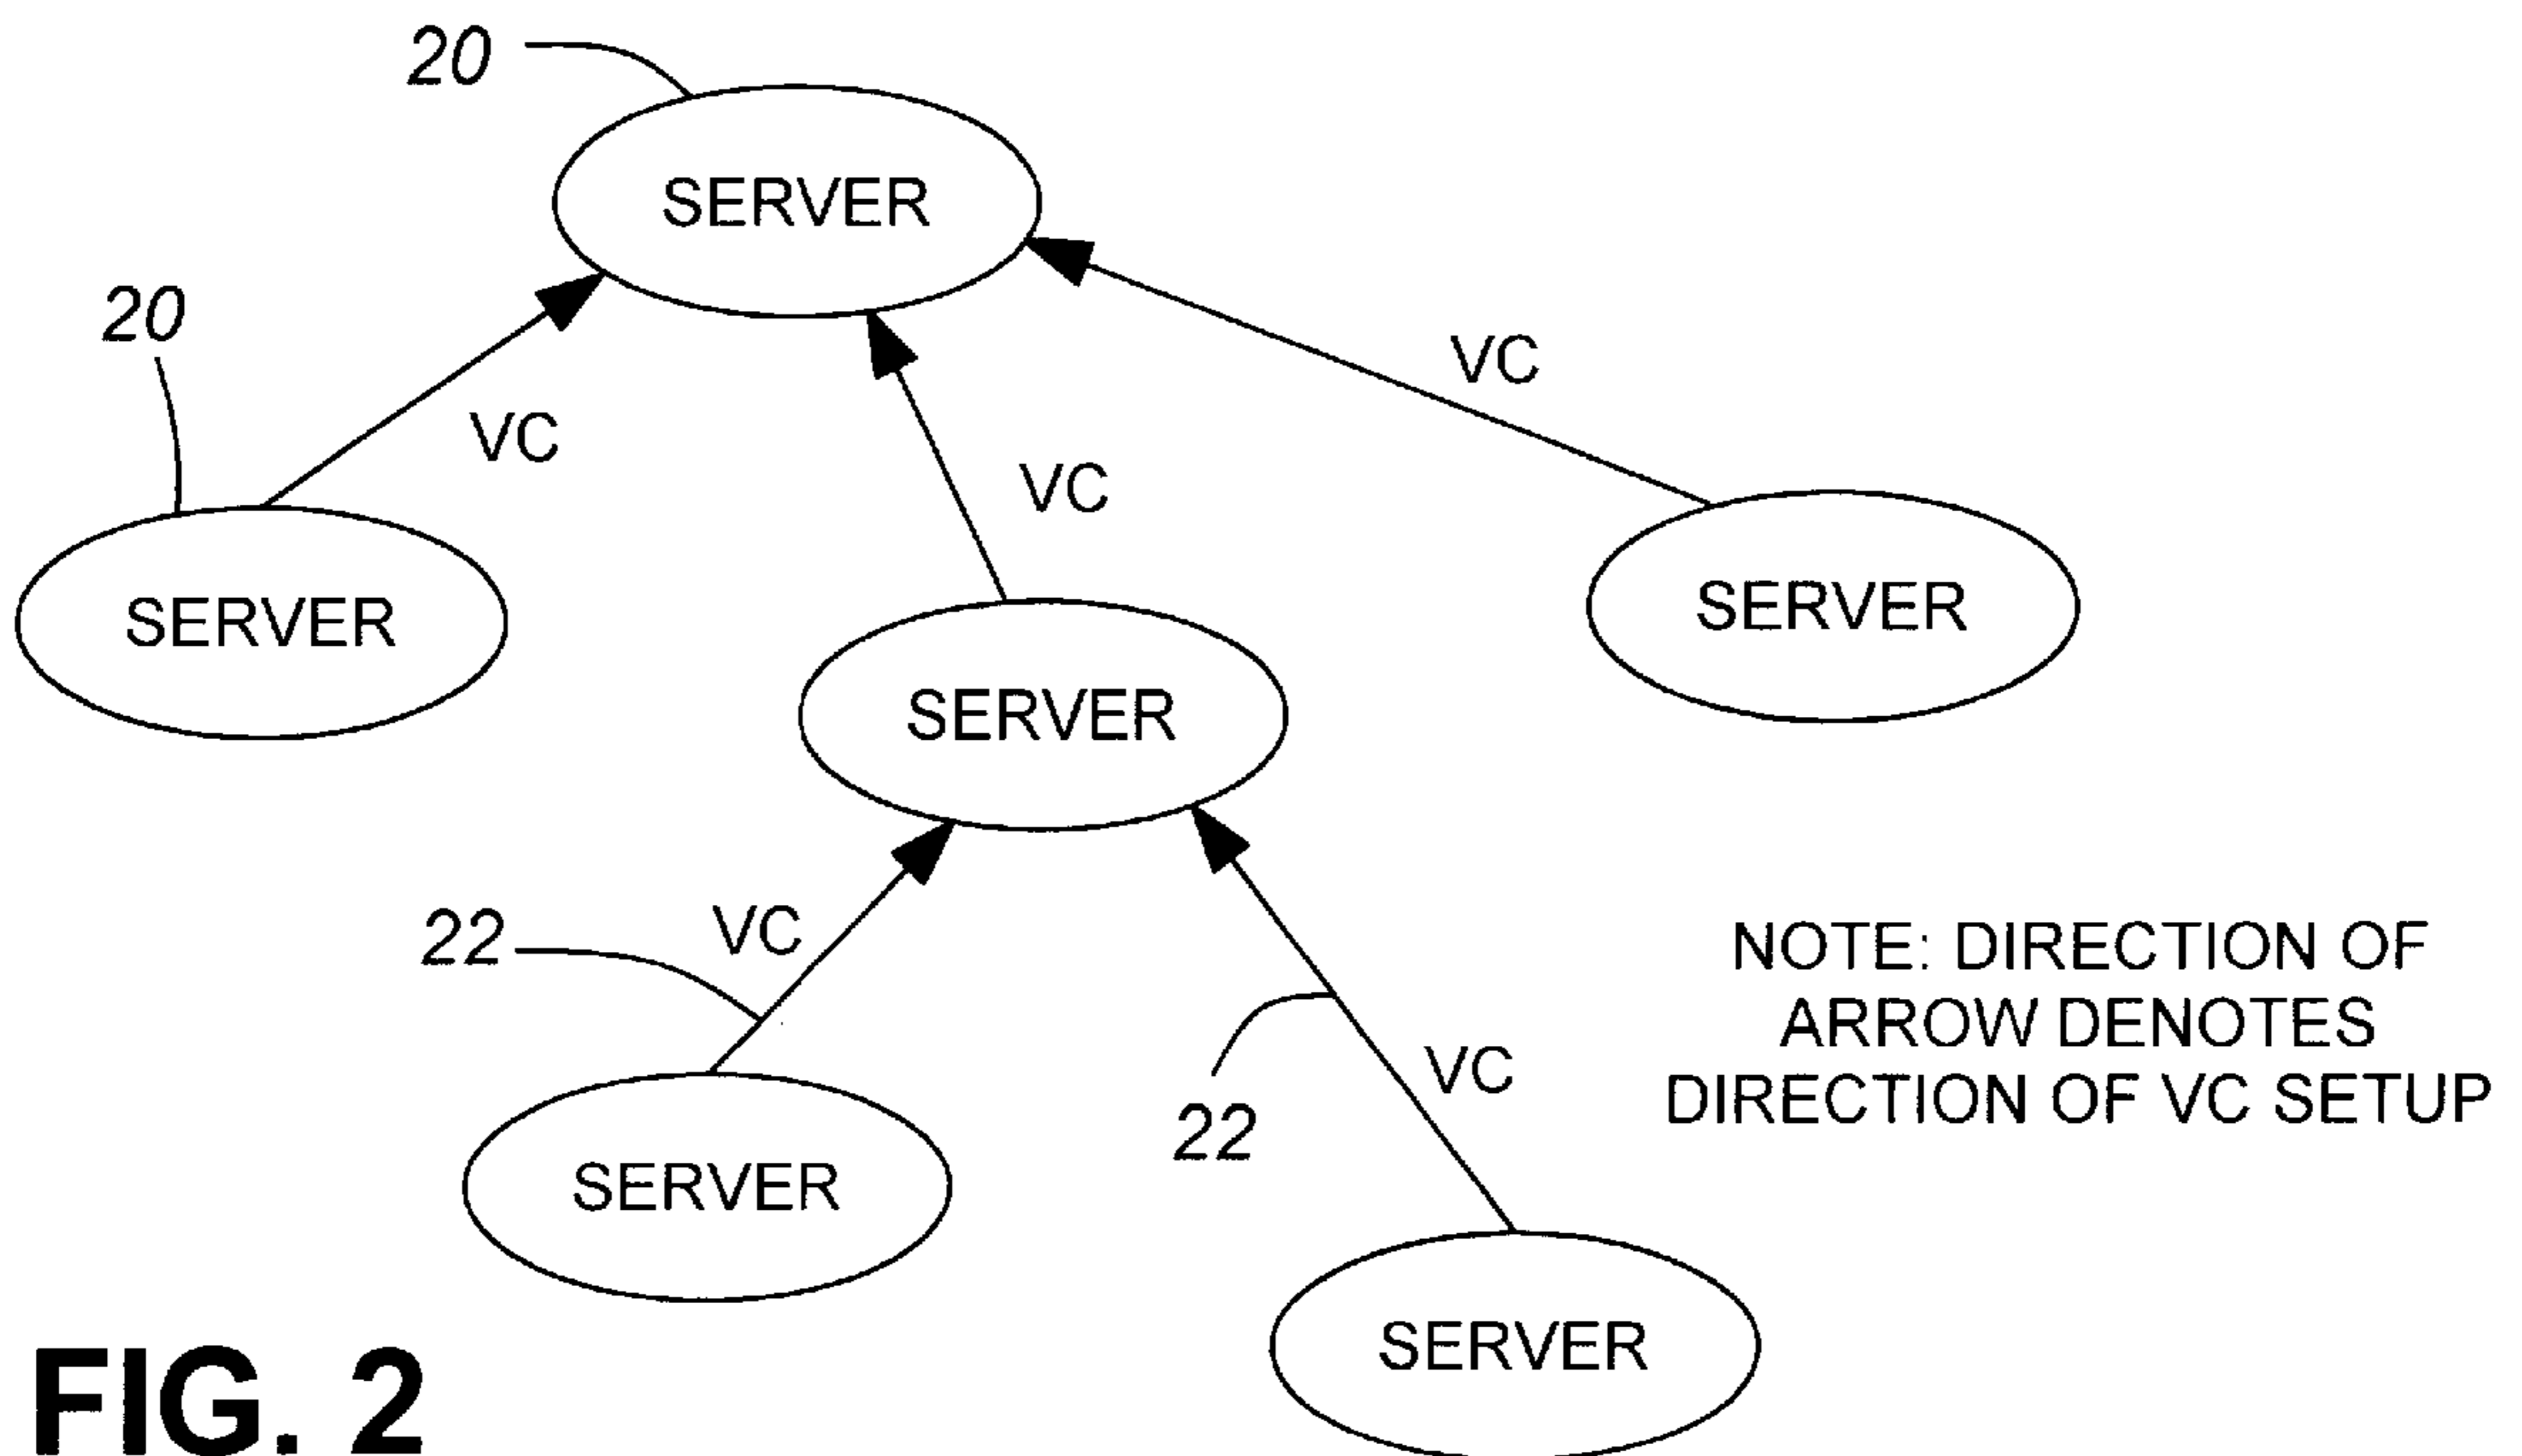 20
SERVER
20
VC
VC
VC
SERVER
SERVER
SERVER
22
VC
NOTE: DIRECTION OF
ARROW DENOTES
DIRECTION OF VC SETUP
VC
22
SERVER
SERVER
FIG. 2